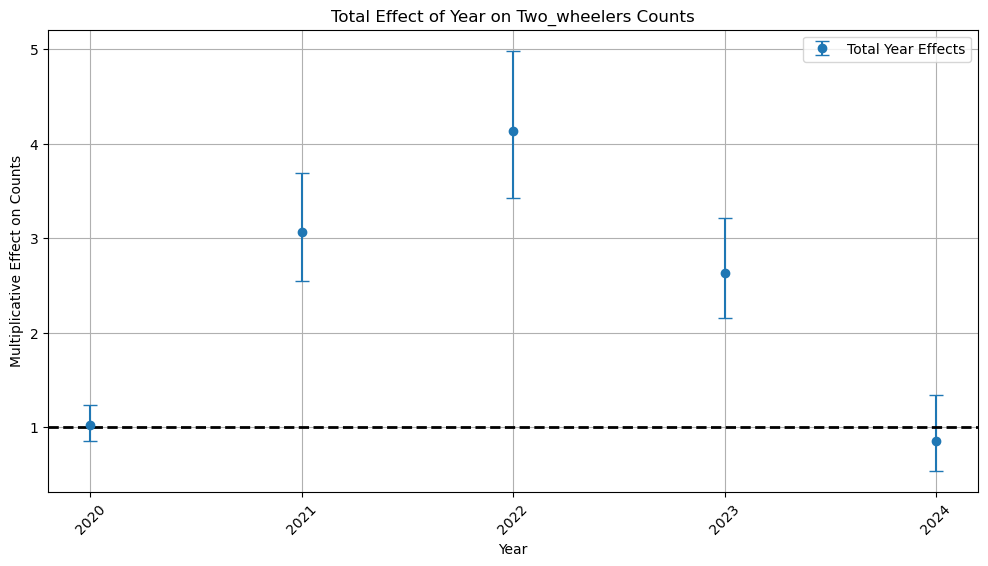 Total Effect of Year on Two_wheelers Counts
Total Year Effects
Multiplicative Effect on Counts
5
4
3
2
1
2020
2021
2022
2023
2024
Year